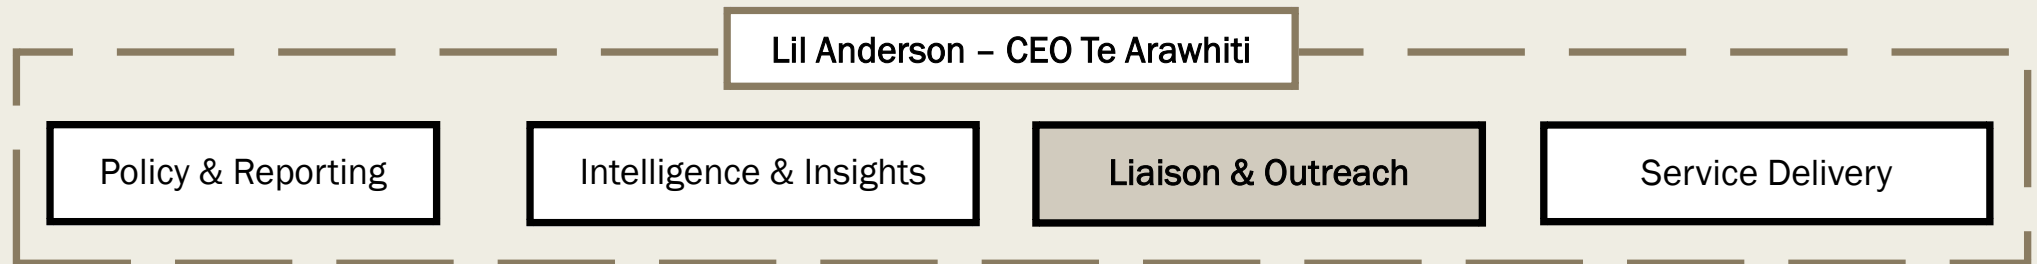 Lil Anderson – CEO Te Arawhiti
Policy & Reporting
Intelligence & Insights
Liaison & Outreach
Service Delivery